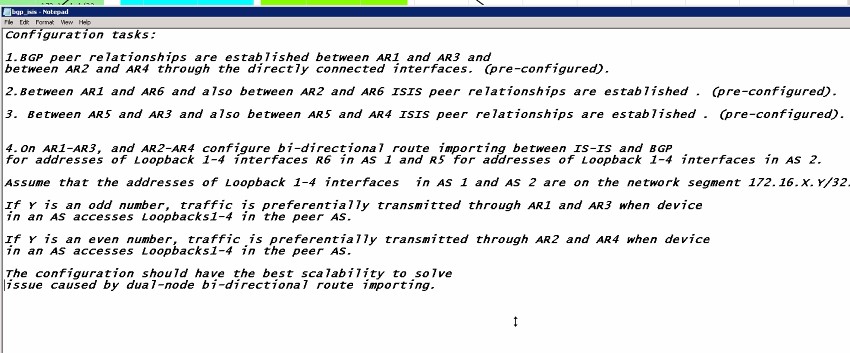 bgp_isis - Notepad
File Edit Format View Help
Configuration tasks:
1.BGP peer relationships are established between AR1 and AR3 and
between AR2 and AR4 through the directly connected interfaces. (pre-configured).
2.Between AR1 and AR6 and also between AR2 and AR6 ISIS peer relationships are established . (pre-configured).
3. Between AR5 and AR3 and also between AR5 and AR4 ISIS peer relationships are established . (pre-configured).
4.On AR1-AR3, and AR2-AR4 configure bi-directional route importing between IS-IS and BGP
for addresses of Loopback 1-4 interfaces R6 in AS 1 and R5 for addresses of Loopback 1-4 interfaces in AS 2.
Assume that the addresses of Loopback 1-4 interfaces in AS 1 and AS 2 are on the network segment 172.16.X.Y/32.
If Y is an odd number, traffic is preferentially transmitted through AR1 and AR3 when device
in an AS accesses Loopbacks1-4 in the peer AS.
If Y is an even number, traffic is preferentially transmitted through AR2 and AR4 when device
in an AS accesses Loopbacks1-4 in the peer AS.
The configuration should have the best scalability to solve
issue caused by dual-node bi-directional route importing.